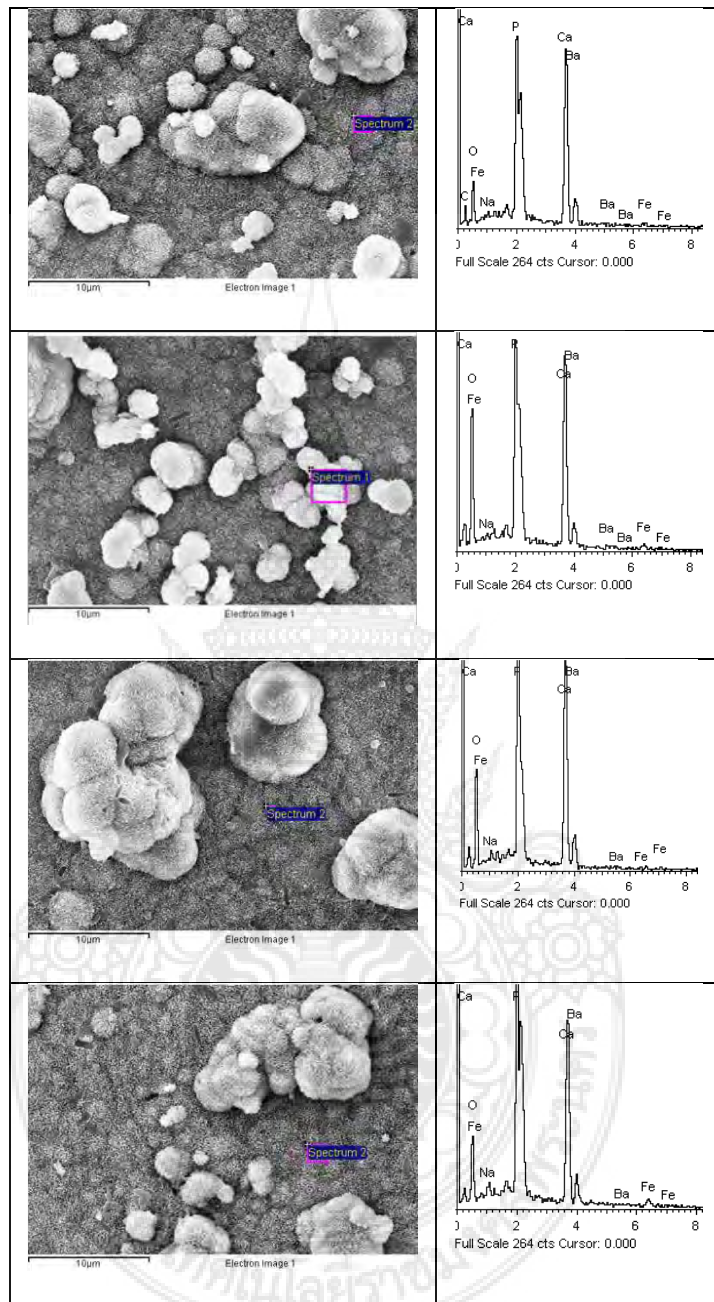 Spectrum 2
10µm
Electron Image 1
Ca
P
Ca
Ba
O
Fe
C
Na
Ba
Ba
Fe
Fe
0 2 4 6 8
Full Scale 264 cts Cursor: 0.000
Spectrum 1
10µm
Electron Image 1
Ca
P
Ba
Ca
O
Fe
Na
Ba
Ba
Fe
Fe
0 2 4 6 8
Full Scale 264 cts Cursor: 0.000
Spectrum 2
10µm
Electron Image 1
Ca
P
Ba
Ca
O
Fe
Na
Ba
Fe
Fe
0 2 4 6 8
Full Scale 264 cts Cursor: 0.000
Spectrum 2
10µm
Electron Image 1
Ca
P
Ba
Ca
O
Fe
Na
Ba
Fe
Fe
0 2 4 6 8
Full Scale 264 cts Cursor: 0.000